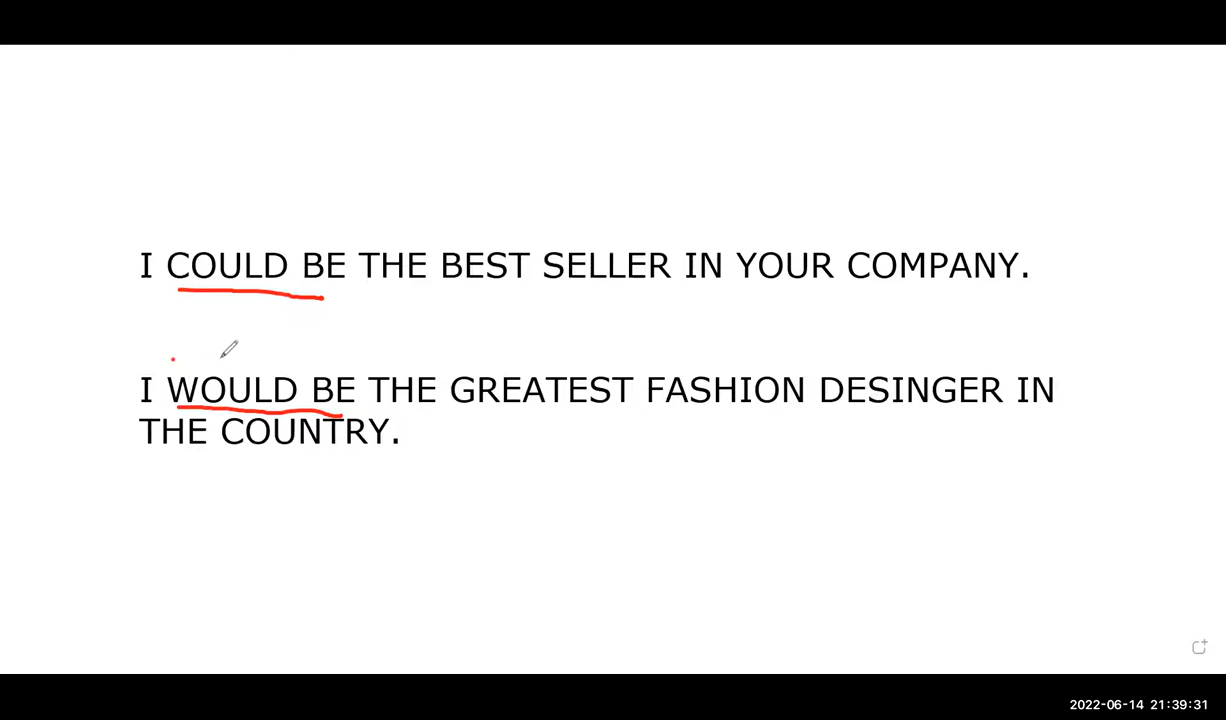 I COULD BE THE BEST SELLER IN YOUR COMPANY.
I WOULD BE THE GREATEST FASHION DESINGER IN
THE COUNTRY.
2022-06-14 21:39:31